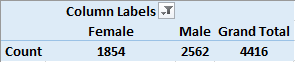 Column Labels
Female Male Grand Total
Count 1854 2562 4416